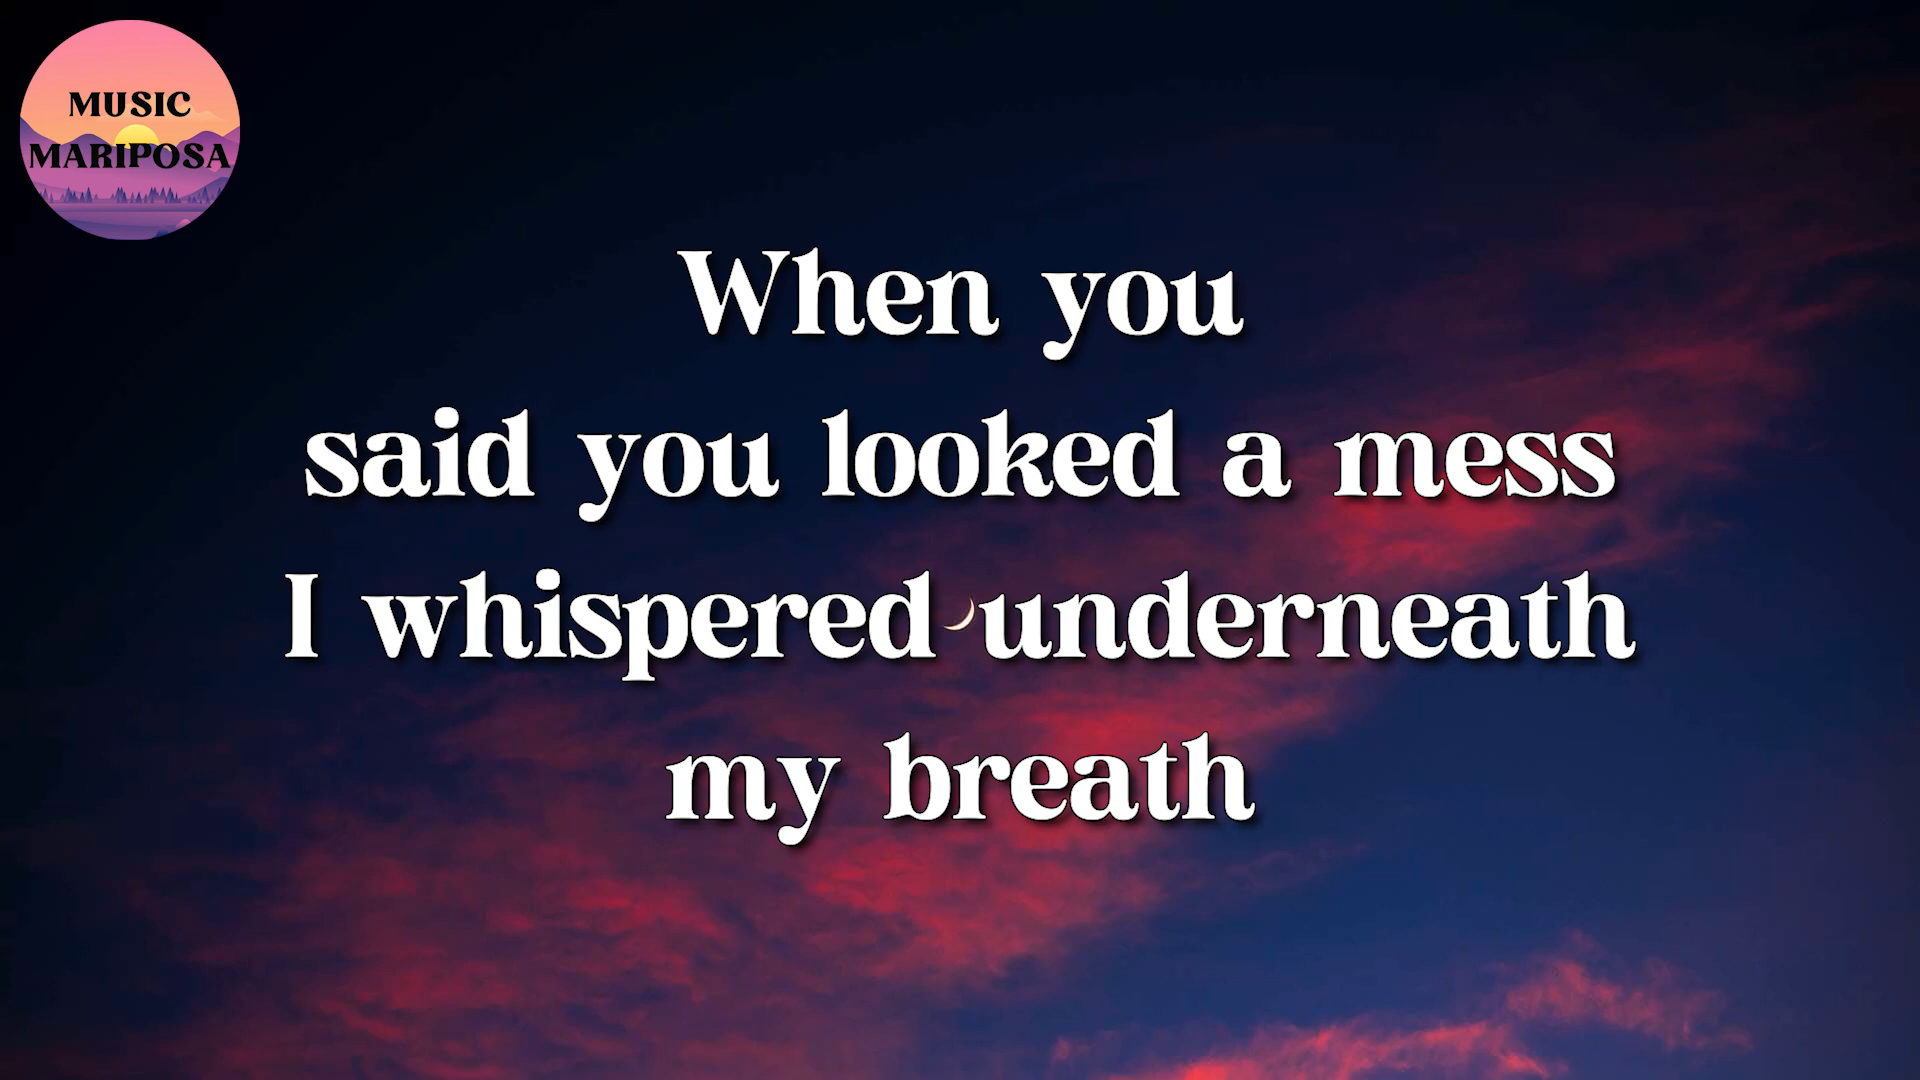 MUSIC
MARIPOSA
When you
said you looked a mess
I whispered underneath
my breath